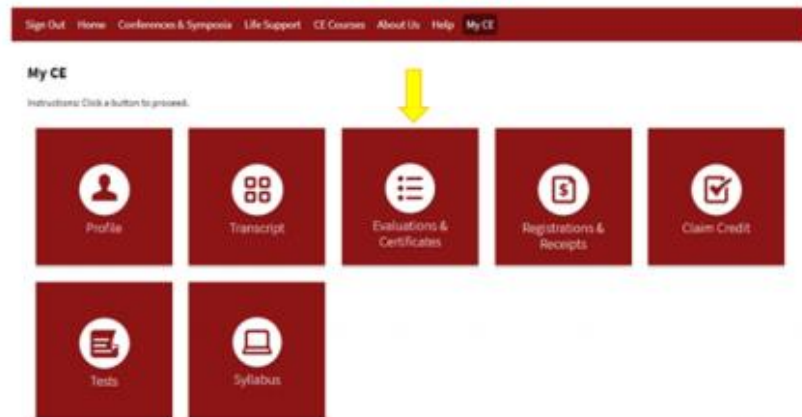 Sign Out Home Conferences & Symposia Life Support CE Courses About Us Help My CE
My CE
Instructions: Click a button to proceed.
Profile
Transcript
Evaluations &
Certificates
Registrations &
Receipts
Claim Credit
Tests
Syllabus